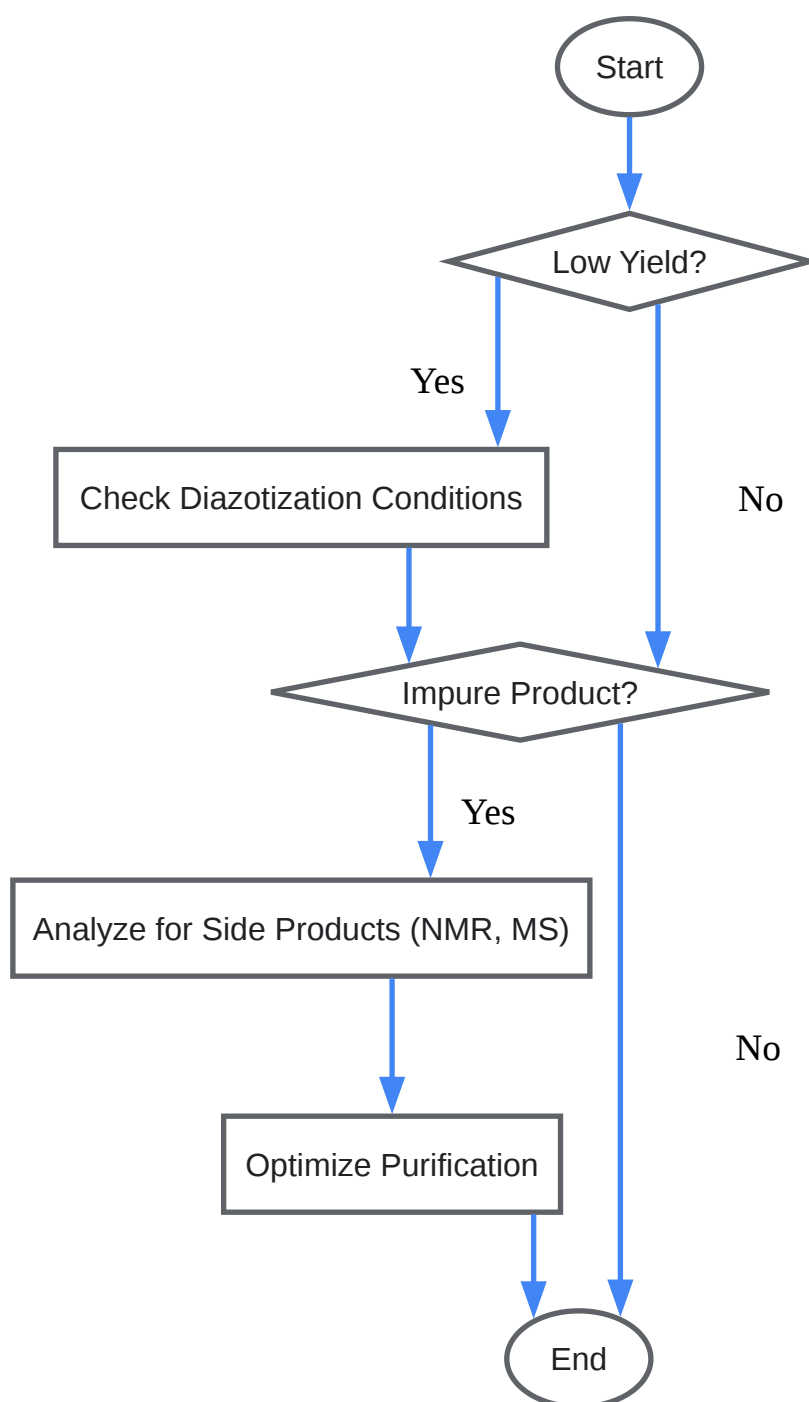 Start
Low Yield?
Yes
Check Diazotization Conditions
No
Impure Product?
Yes
Analyze for Side Products (NMR, MS)
No
Optimize Purification
End